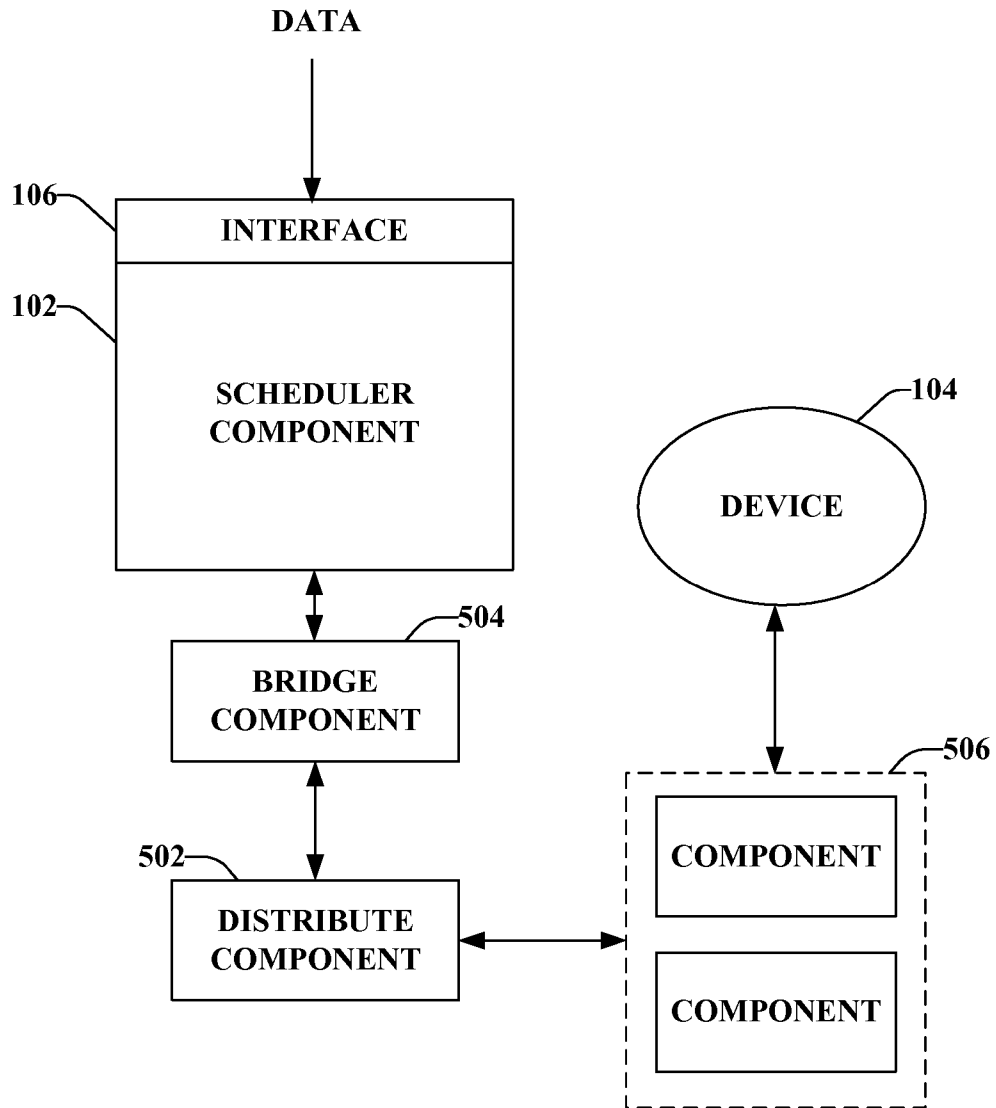 DATA
106
INTERFACE
102
SCHEDULER
COMPONENT
104
DEVICE
504
BRIDGE
COMPONENT
506
COMPONENT
502
DISTRIBUTE
COMPONENT
COMPONENT